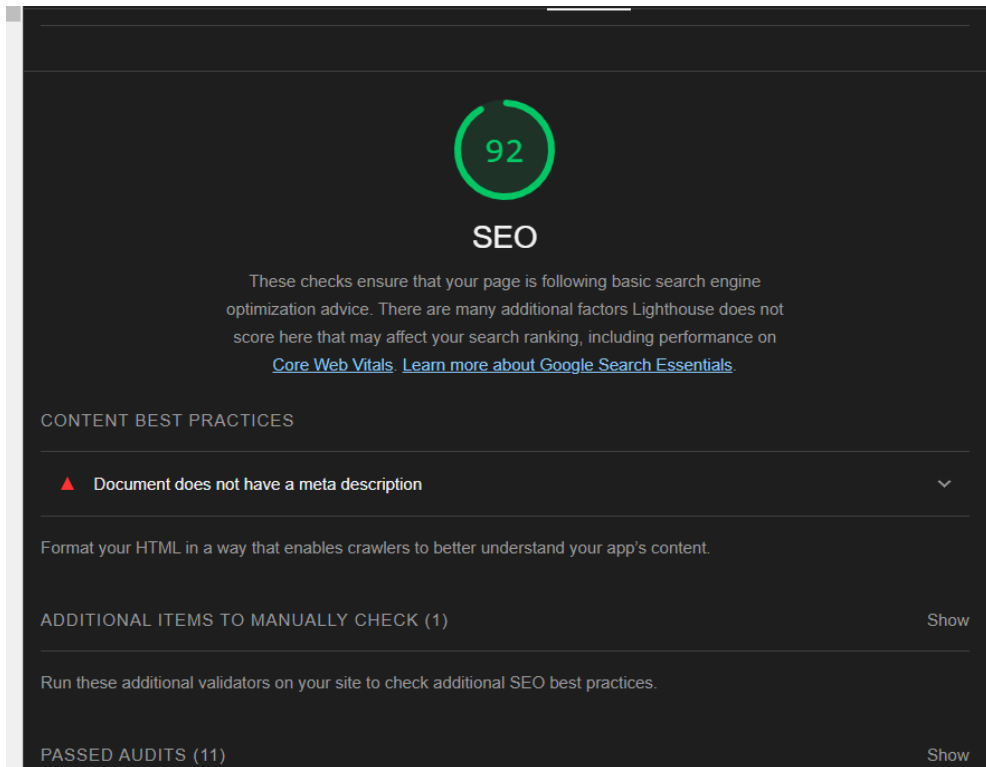 92
SEO
These checks ensure that your page is following basic search engine
optimization advice. There are many additional factors Lighthouse does not
score here that may affect your search ranking, including performance on
Core Web Vitals. Learn more about Google Search Essentials.
CONTENT BEST PRACTICES
Document does not have a meta description
Format your HTML in a way that enables crawlers to better understand your app’s content.
ADDITIONAL ITEMS TO MANUALLY CHECK (1) Show
Run these additional validators on your site to check additional SEO best practices.
PASSED AUDITS (11) Show